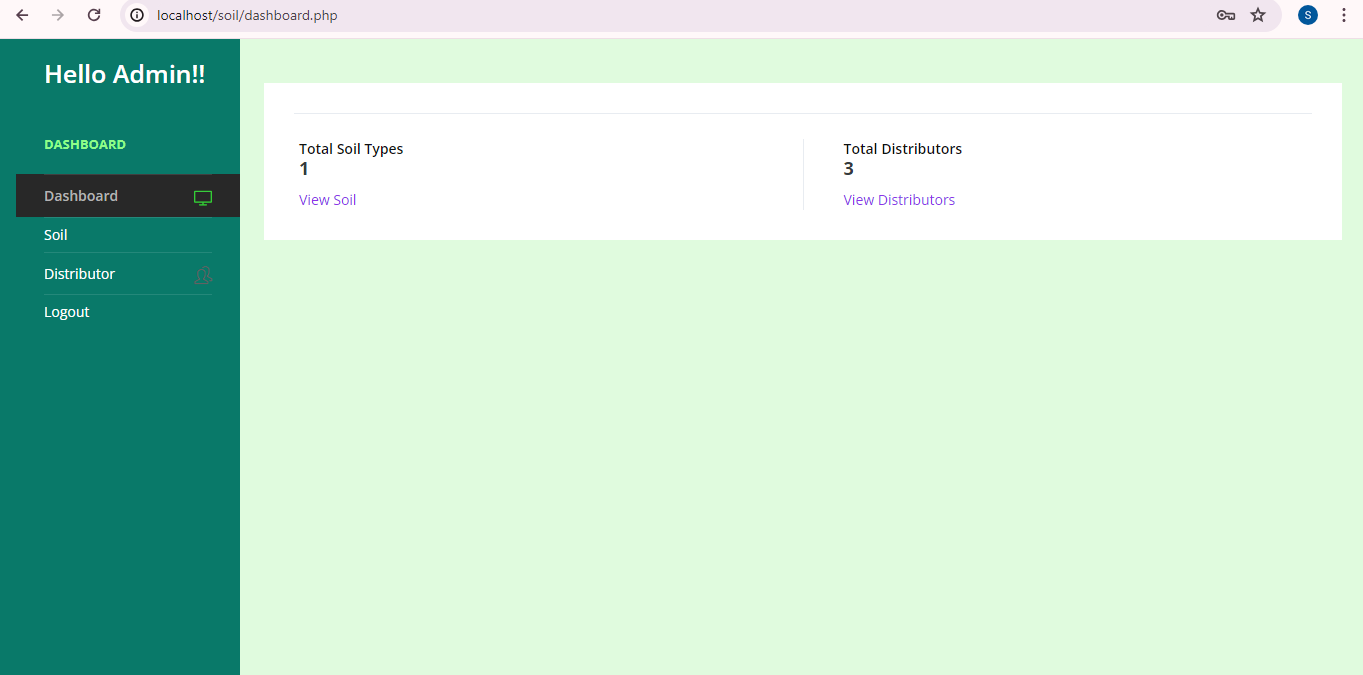 localhost/soil/dashboard.php
S
Hello Admin!!
DASHBOARD
Dashboard
Soil
Distributor
Logout
Total Soil Types
1
View Soil
Total Distributors
3
View Distributors